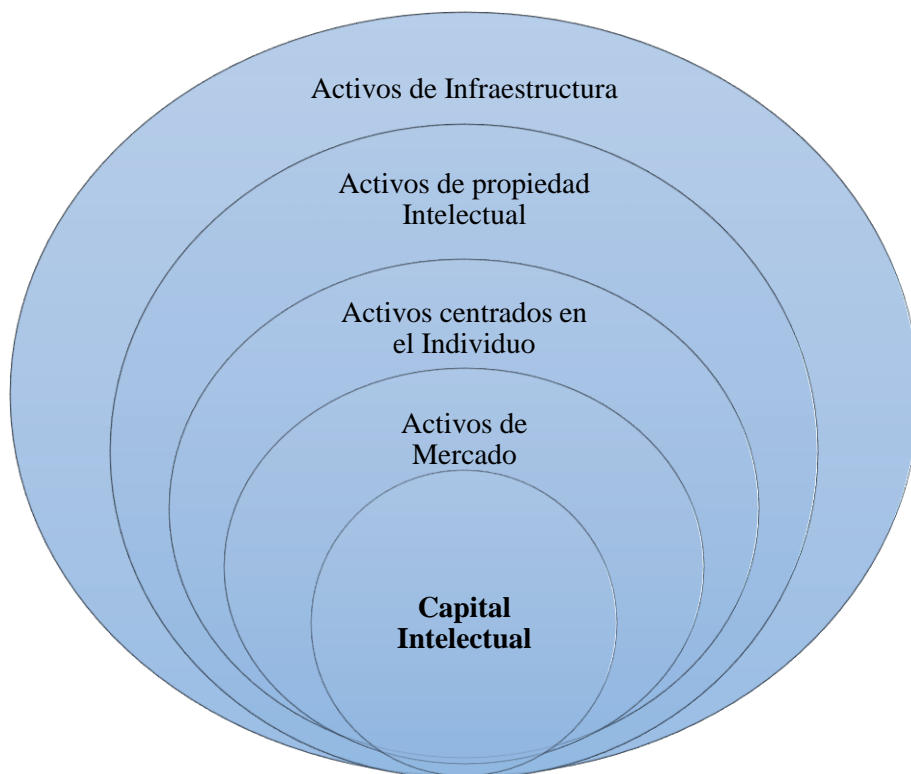 Activos de Infraestructura
Activos de propiedad
Intelectual
Activos centrados en
el Individuo
Activos de
Mercado
Capital
Intelectual